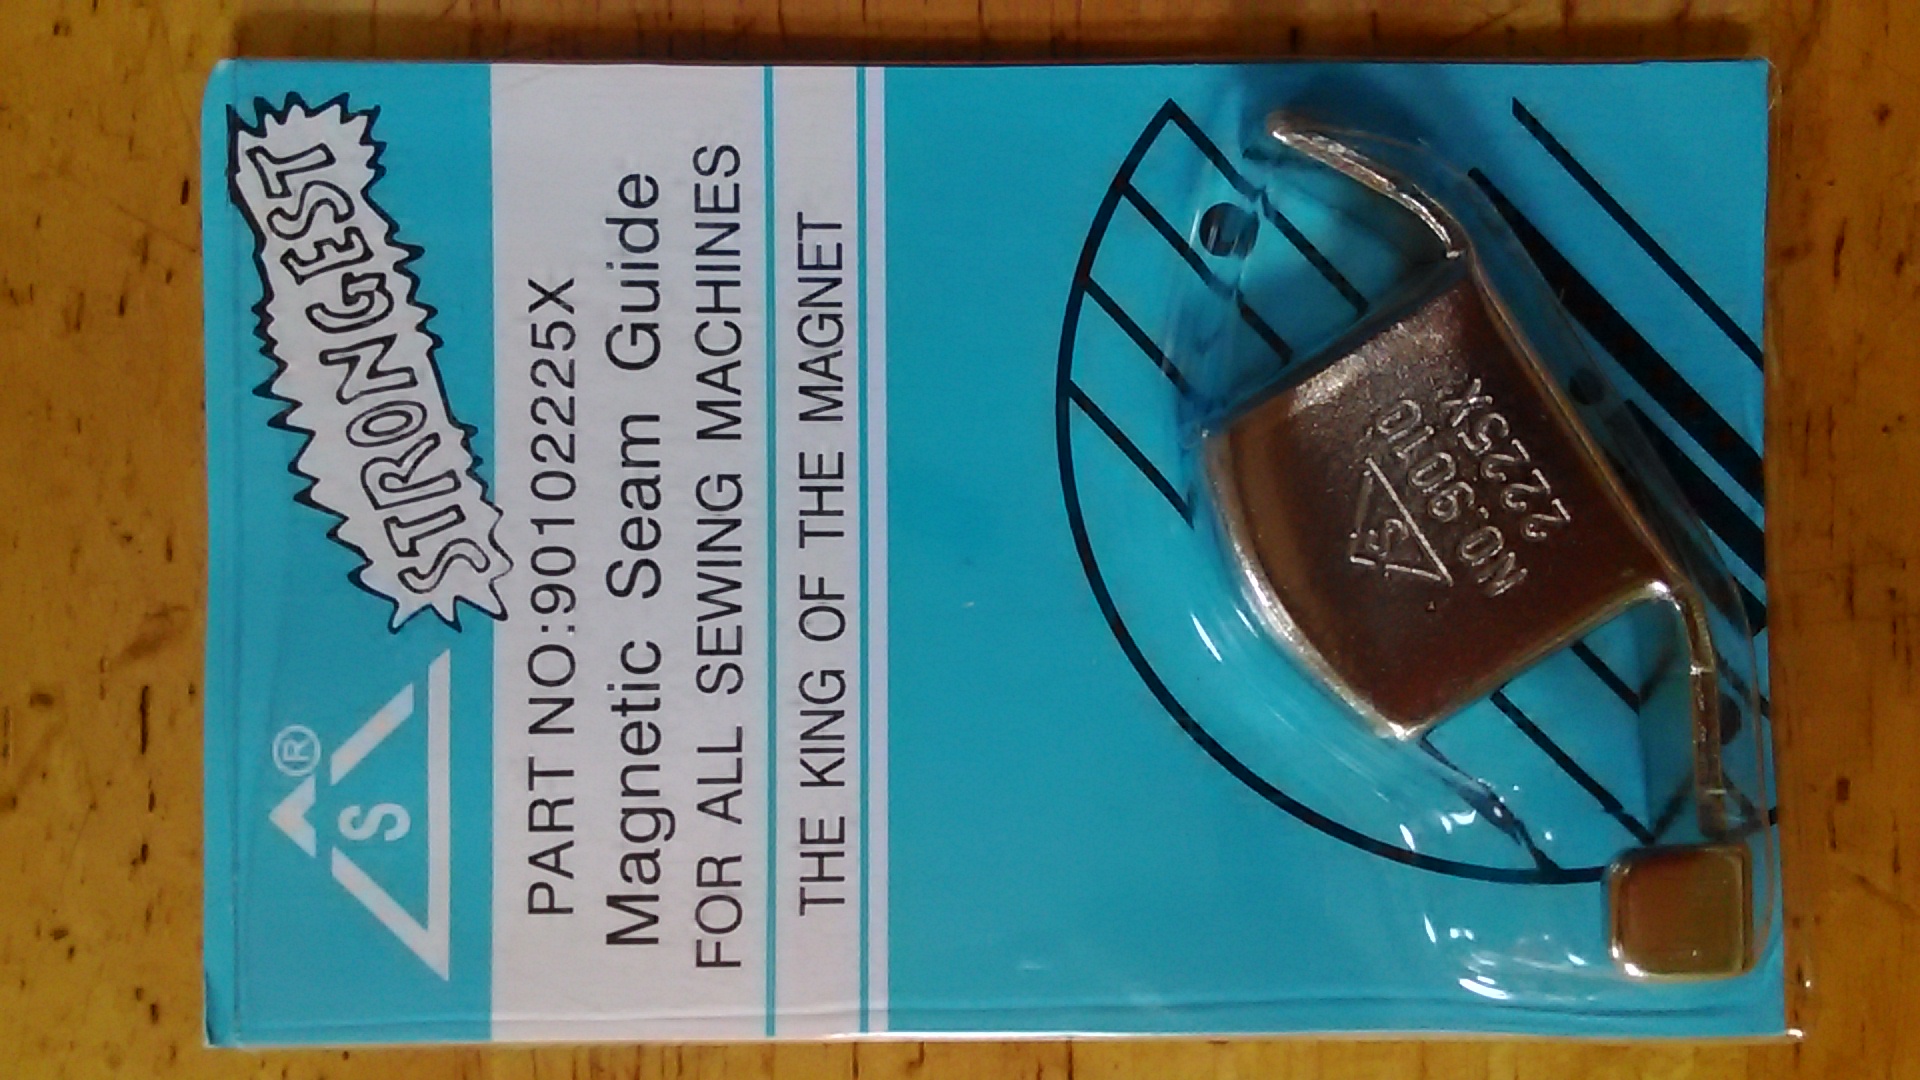 S ®
STRONGEST
PART NO:90102225X
Magnetic Seam Guide
FOR ALL SEWING MACHINES
THE KING OF THE MAGNET
S
NO.9010
2225X